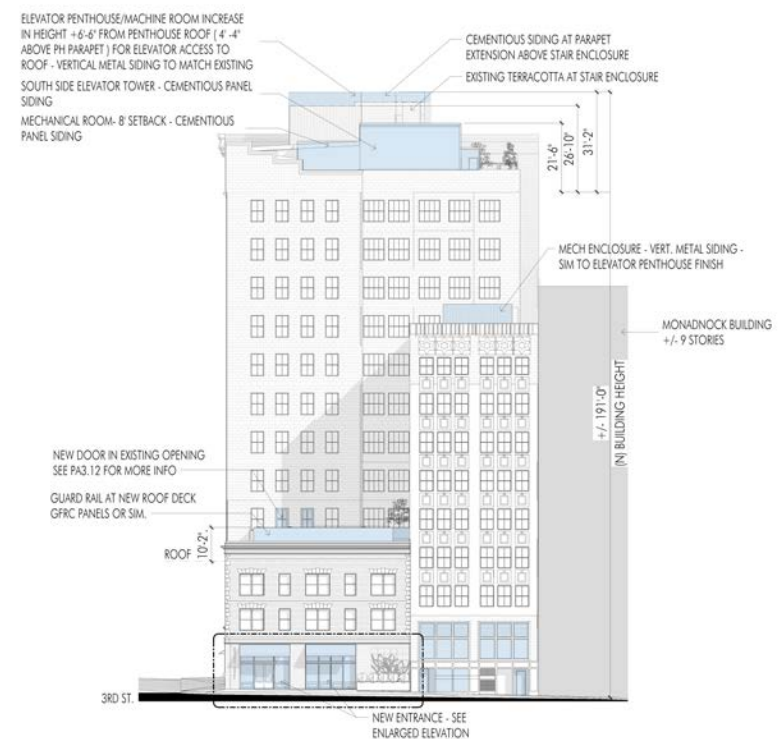 ELEVATOR PENTHOUSE/MACHINE ROOM INCREASE
IN HEIGHT +6'-6" FROM PENTHOUSE ROOF ( 4' -4"
ABOVE PH PARAPET ) FOR ELEVATOR ACCESS TO
ROOF - VERTICAL METAL SIDING TO MATCH EXISTING
SOUTH SIDE ELEVATOR TOWER - CEMENTIOUS PANEL
SIDING
MECHANICAL ROOM- 8' SETBACK - CEMENTIOUS
PANEL SIDING
CEMENTIOUS SIDING AT PARAPET
EXTENSION ABOVE STAIR ENCLOSURE
EXISTING TERRACOTTA AT STAIR ENCLOSURE
21'-6"
26'-10"
31'-2"
MECH ENCLOSURE - VERT. METAL SIDING -
SIM TO ELEVATOR PENTHOUSE FINISH
MONADNOCK BUILDING
+/- 9 STORIES
+/- 191'-0"
(N) BUILDING HEIGHT
NEW DOOR IN EXISTING OPENING
SEE PA3.12 FOR MORE INFO
GUARD RAIL AT NEW ROOF DECK
GFRC PANELS OR SIM.
ROOF
10'-2"
3RD ST.
NEW ENTRANCE - SEE
ENLARGED ELEVATION